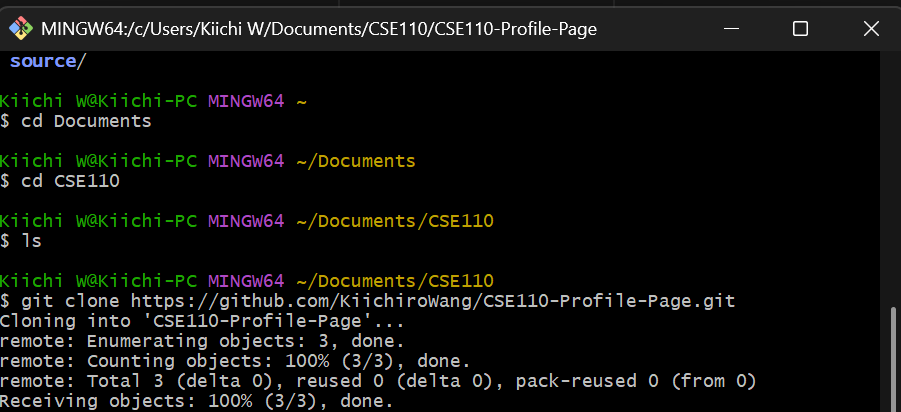 MINGW64:/c/Users/Kiichi W/Documents/CSE110/CSE110-Profile-Page
source/
Kiichi W@Kiichi-PC MINGW64 ~
$ cd Documents
Kiichi W@Kiichi-PC MINGW64 ~/Documents
$ cd CSE110
Kiichi W@Kiichi-PC MINGW64 ~/Documents/CSE110
$ ls
Kiichi W@Kiichi-PC MINGW64 ~/Documents/CSE110
$ git clone https://github.com/KiichiroWang/CSE110-Profile-Page.git
Cloning into 'CSE110-Profile-Page'...
remote: Enumerating objects: 3, done.
remote: Counting objects: 100% (3/3), done.
remote: Total 3 (delta 0), reused 0 (delta 0), pack-reused 0 (from 0)
Receiving objects: 100% (3/3), done.